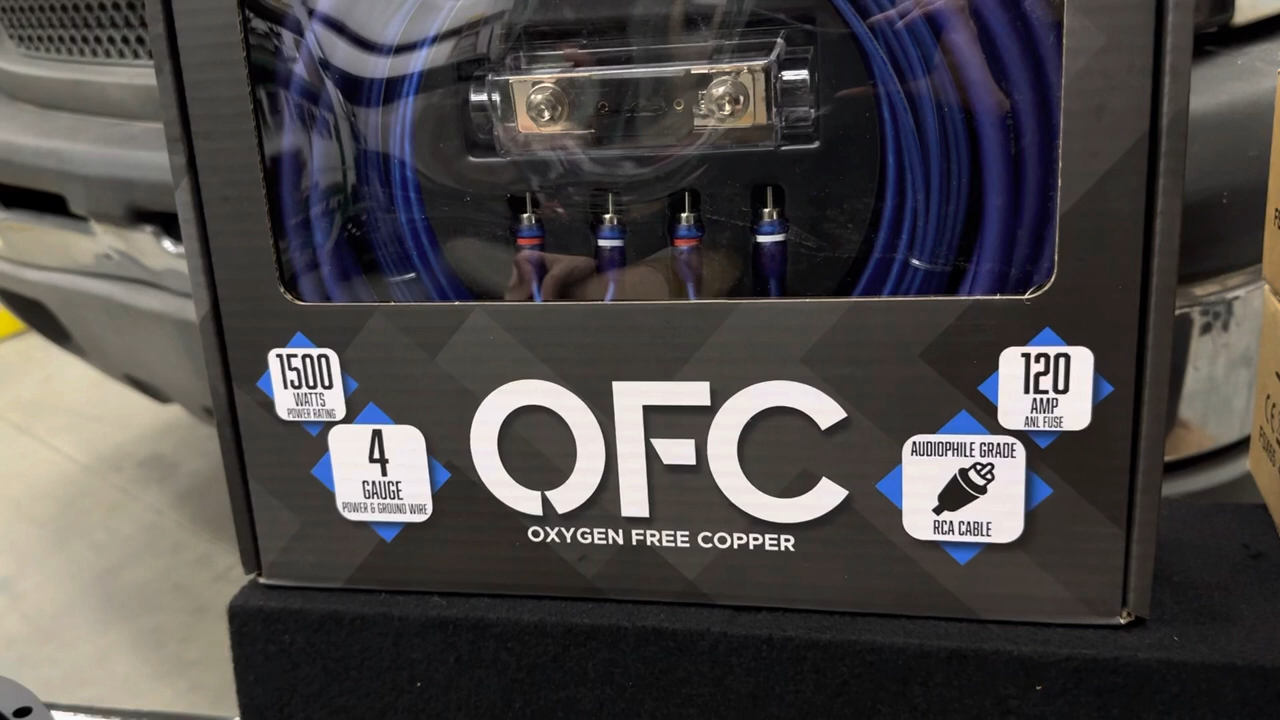 1500
WATTS
POWER RATING
4
GAUGE
POWER & GROUND WIRE
OFC
OXYGEN FREE COPPER
120
AMP
ANL FUSE
AUDIOPHILE GRADE
RCA CABLE